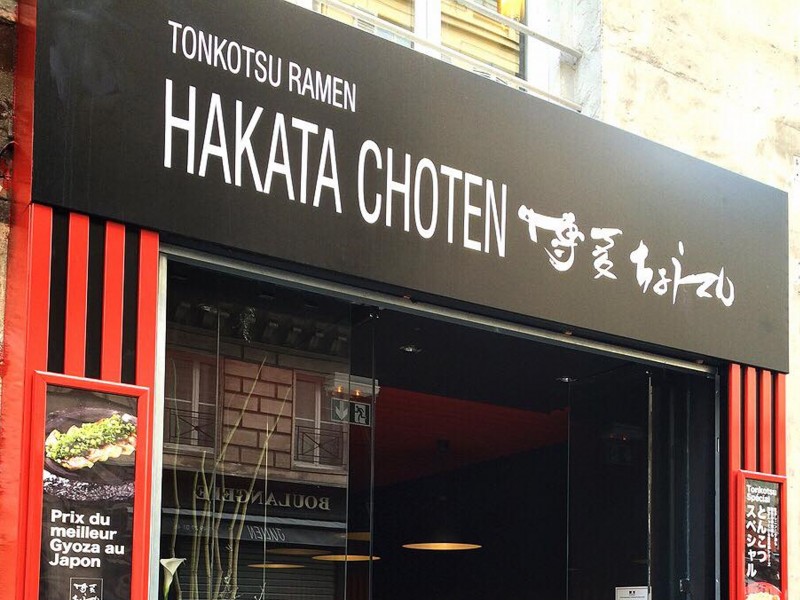 TONKOTSU RAMEN
HAKATA CHOTEN 博多ちょうてん
Prix du
meilleur
Gyoza au
Japon
BOULANGERIE
JULIEN
Tonkotsu
Spécial
とんこつ
スペシャル